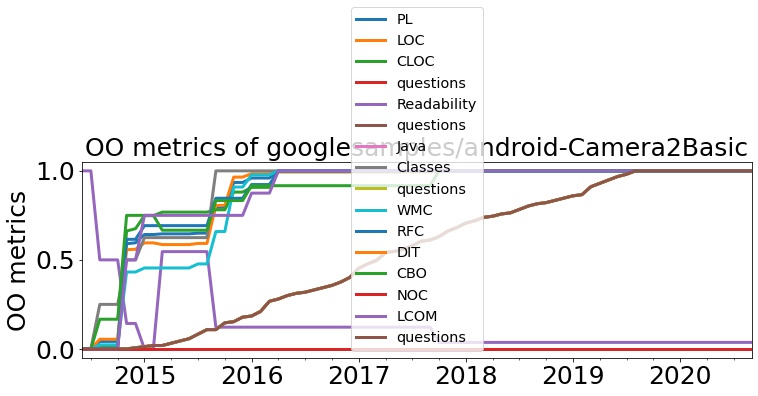 PL
LOC
CLOC
questions
Readability
questions
Java
Classes
questions
WMC
RFC
DIT
CBO
NOC
LCOM
questions
OO metrics of googlesamples/android-Camera2Basic
OO metrics
1.0
0.5
0.0
2015 2016 2017 2018 2019 2020